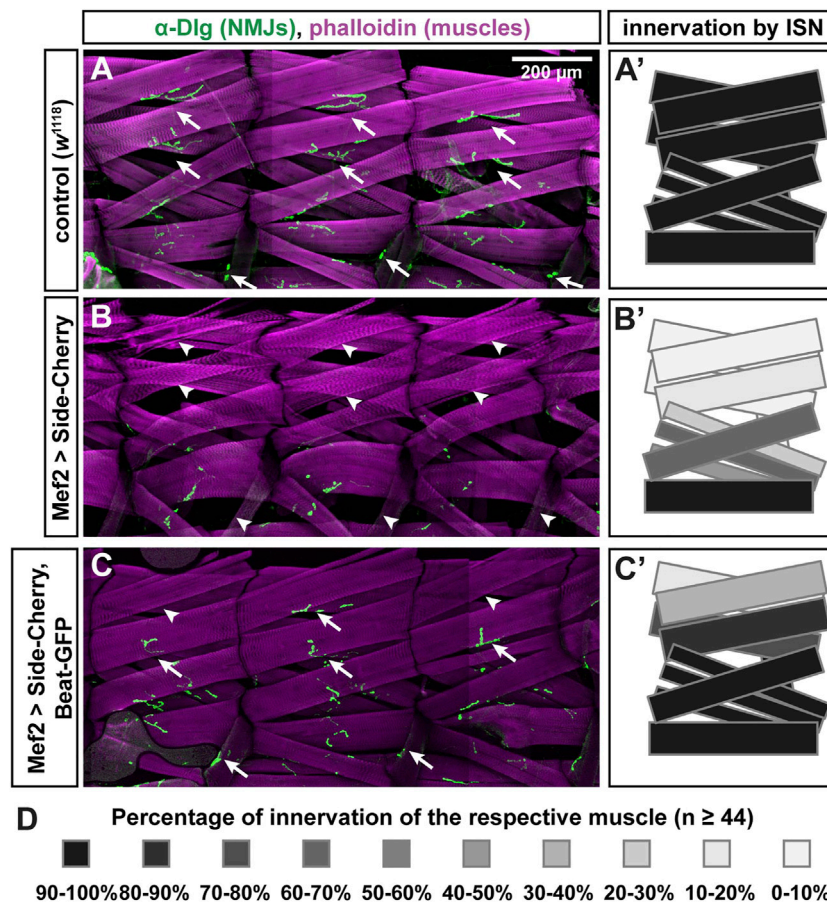 α-Dlg (NMJs), phalloidin (muscles)
innervation by ISN
control (w1118)
A
200 µm
A’
Mef2 > Side-Cherry
B
B’
Mef2 > Side-Cherry,
Beat-GFP
C
C’
D
Percentage of innervation of the respective muscle (n ≥ 44)
90-100% 80-90% 70-80% 60-70% 50-60% 40-50% 30-40% 20-30% 10-20% 0-10%